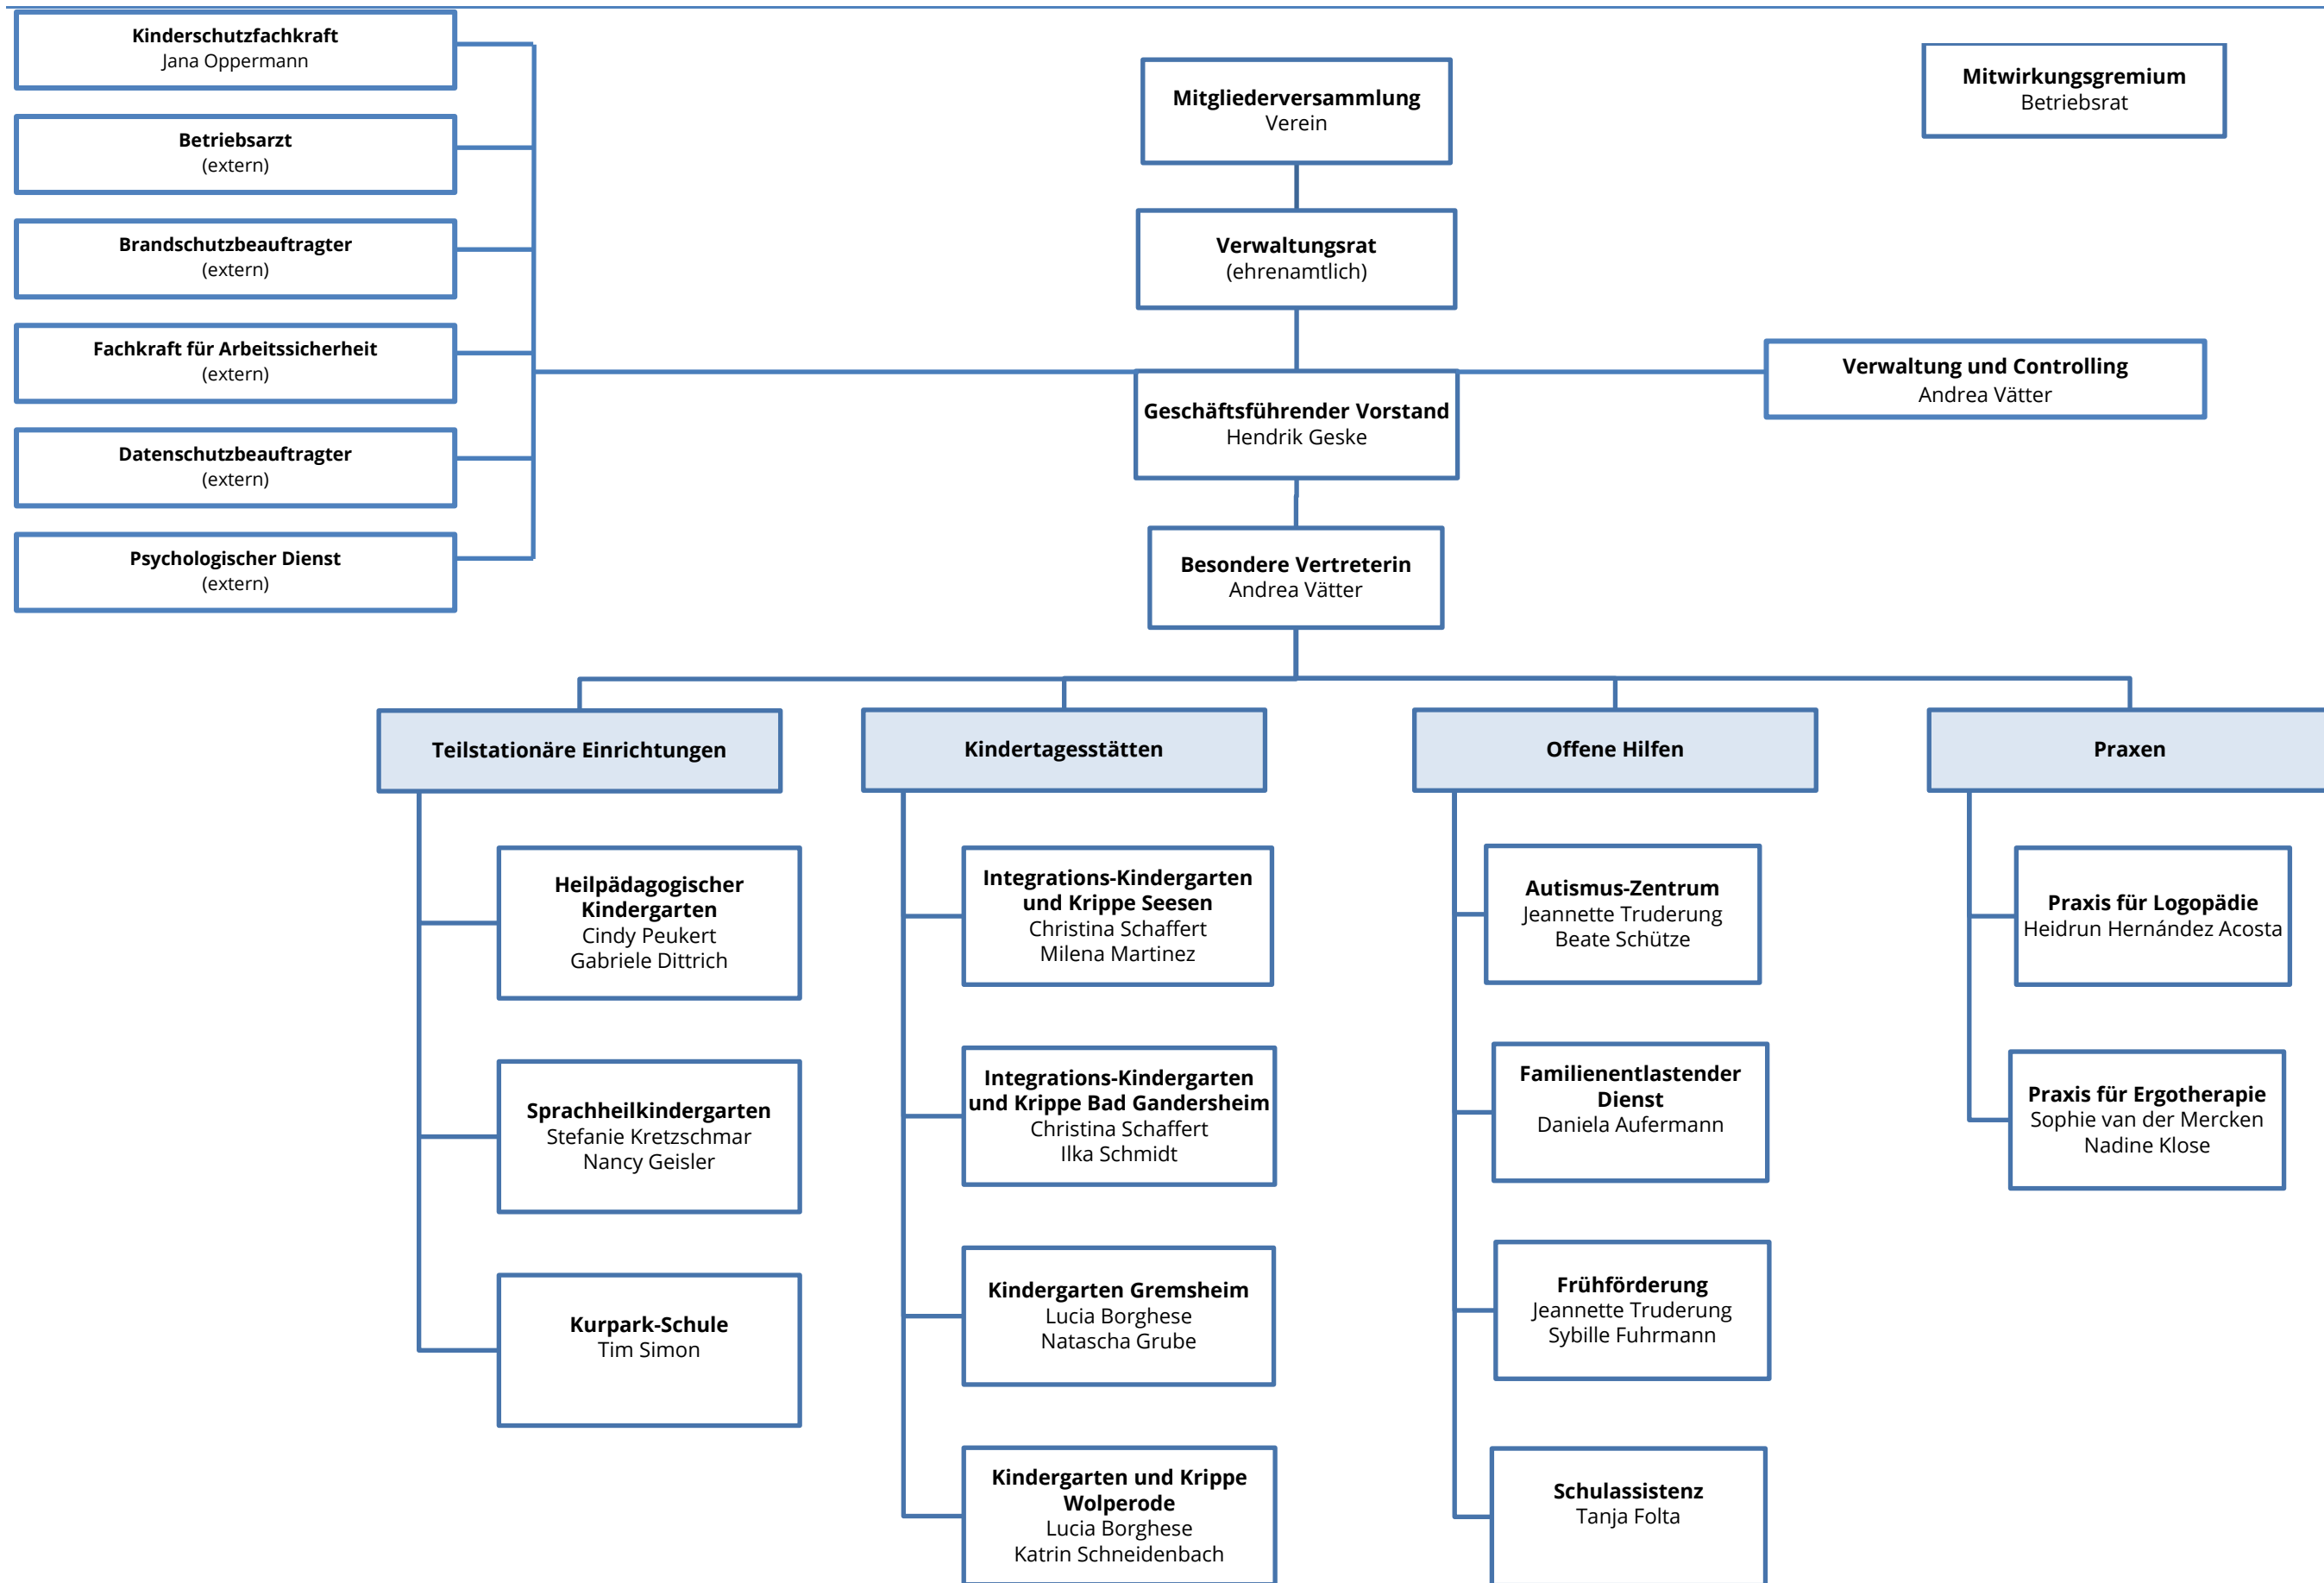 Kinderschutzfachkraft
Jana Oppermann
Betriebsarzt
(extern)
Brandschutzbeauftragter
(extern)
Fachkraft für Arbeitssicherheit
(extern)
Datenschutzbeauftragter
(extern)
Psychologischer Dienst
(extern)
Mitgliederversammlung
Verein
Verwaltungsrat
(ehrenamtlich)
Geschäftsführender Vorstand
Hendrik Geske
Besondere Vertreterin
Andrea Vätter
Mitwirkungsgremium
Betriebsrat
Verwaltung und Controlling
Andrea Vätter
Teilstationäre Einrichtungen
Heilpädagogischer
Kindergarten
Cindy Peukert
Gabriele Dittrich
Sprachheilkindergarten
Stefanie Kretzschmar
Nancy Geisler
Kurpark-Schule
Tim Simon
Kindertagesstätten
Integrations-Kindergarten
und Krippe Seesen
Christina Schaffert
Milena Martinez
Integrations-Kindergarten
und Krippe Bad Gandersheim
Christina Schaffert
Ilka Schmidt
Kindergarten Gremsheim
Lucia Borghese
Natascha Grube
Kindergarten und Krippe
Wolperode
Lucia Borghese
Katrin Schneidenbach
Offene Hilfen
Autismus-Zentrum
Jeannette Truderung
Beate Schütze
Familienentlastender
Dienst
Daniela Aufermann
Frühförderung
Jeannette Truderung
Sybille Fuhrmann
Schulassistenz
Tanja Folta
Praxen
Praxis für Logopädie
Heidrun Hernández Acosta
Praxis für Ergotherapie
Sophie van der Mercken
Nadine Klose